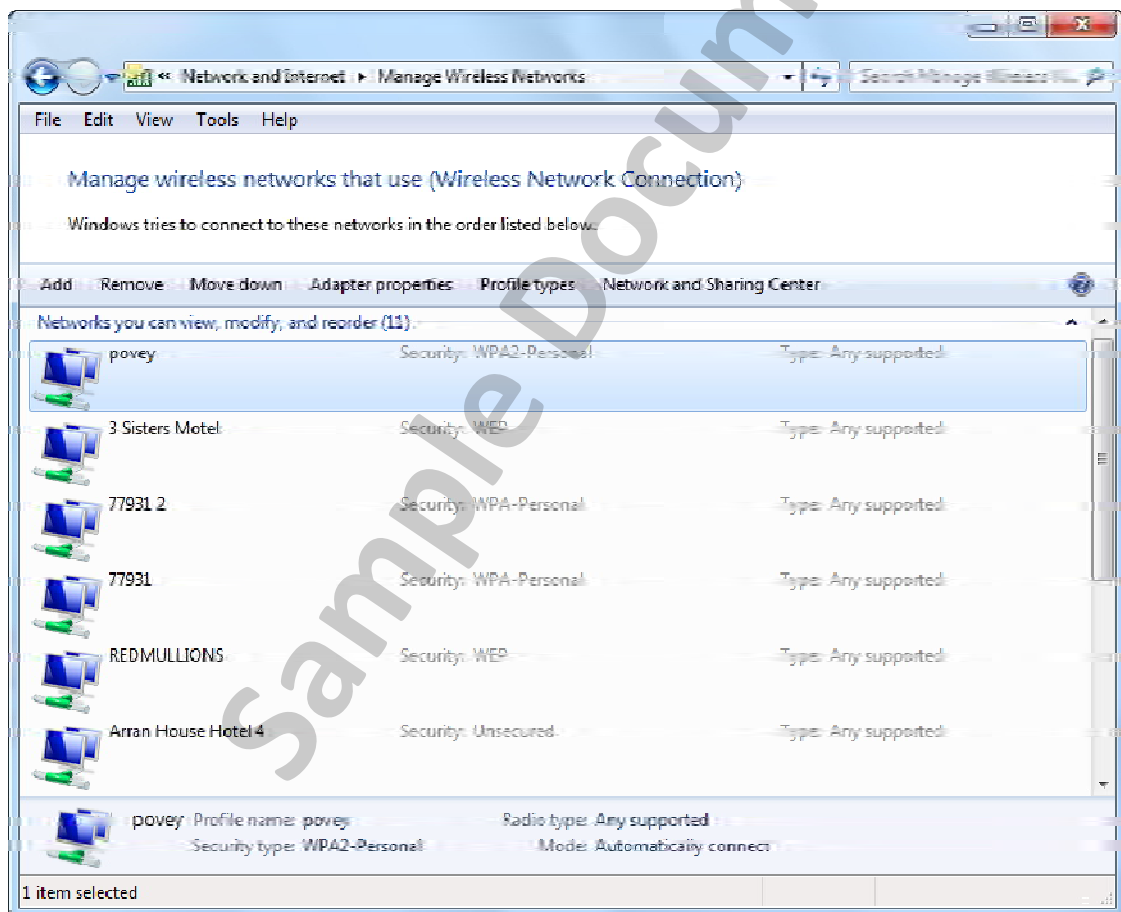 « Network and Internet ▸ Manage Wireless Networks Search Manage Wireless N...
File Edit View Tools Help
Manage wireless networks that use (Wireless Network Connection)
Windows tries to connect to these networks in the order listed below.
Add Remove Move down Adapter properties Profile types Network and Sharing Center
Networks you can view, modify, and reorder (11)
povey Security: WPA2-Personal Type: Any supported
3 Sisters Motel Security: WEP Type: Any supported
77931 2 Security: WPA-Personal Type: Any supported
77931 Security: WPA-Personal Type: Any supported
REDMULLIONS Security: WEP Type: Any supported
Arran House Hotel 4 Security: Unsecured Type: Any supported
povey Profile name: povey Radio type: Any supported
Security type: WPA2-Personal Mode: Automatically connect
1 item selected
Sample Docum